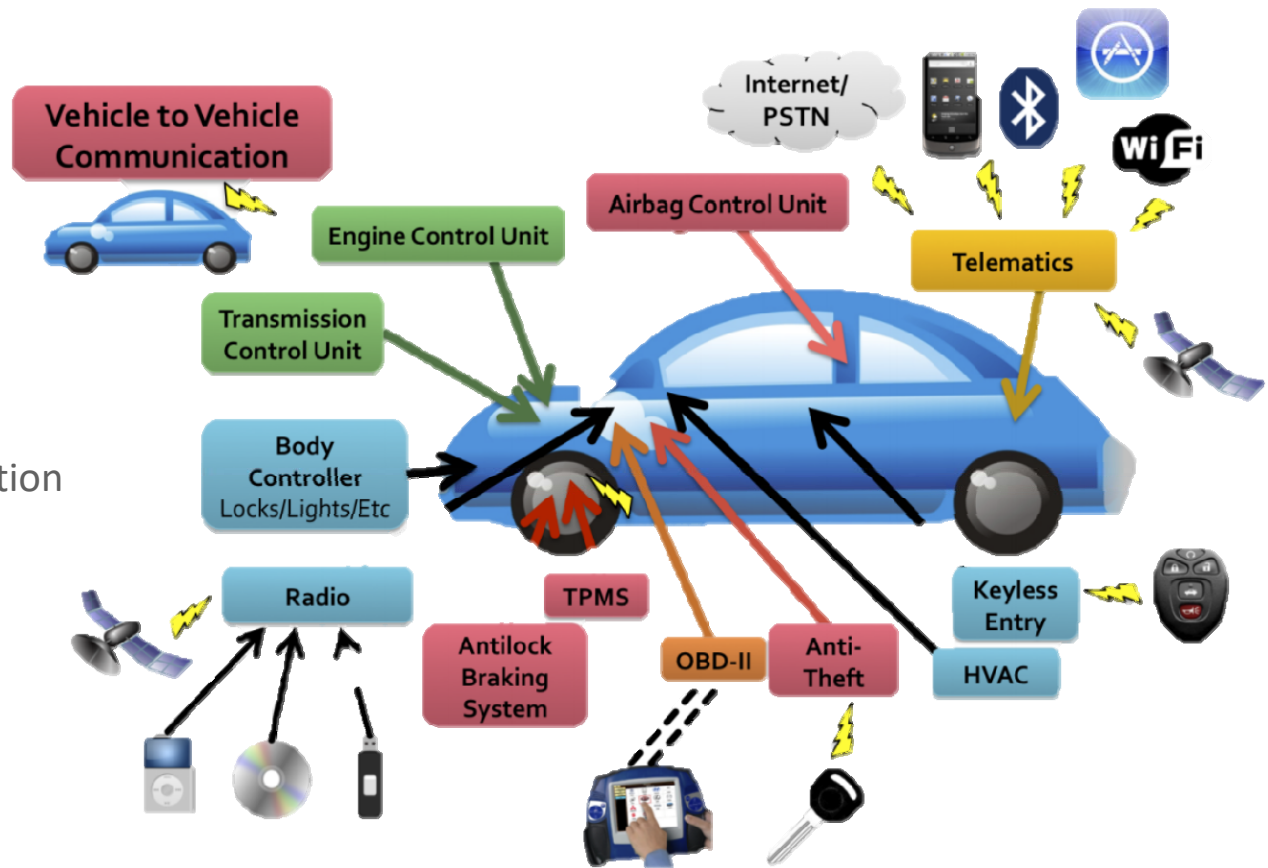 Internet/
PSTN
Wi Fi
Vehicle to Vehicle
Communication
Airbag Control Unit
Engine Control Unit
Telematics
Transmission
Control Unit
Body
Controller
Locks/Lights/Etc
tion
Radio
TPMS
Keyless
Entry
Antilock
Braking
System
OBD-II
Anti-
Theft
HVAC